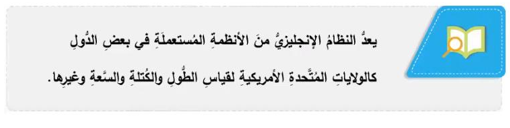 يعدُّ النظامُ الإنجليزيُّ منَ الأنظمةِ المُستعملَةِ في بعضِ الدُّولِ
كالولاياتِ المُتَّحدةِ الأمريكيةِ لقياسِ الطُّولِ والكُتلةِ والسَّعةِ وغيرِها.